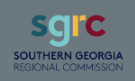 sgrc
SOUTHERN GEORGIA
REGIONAL COMMISSION